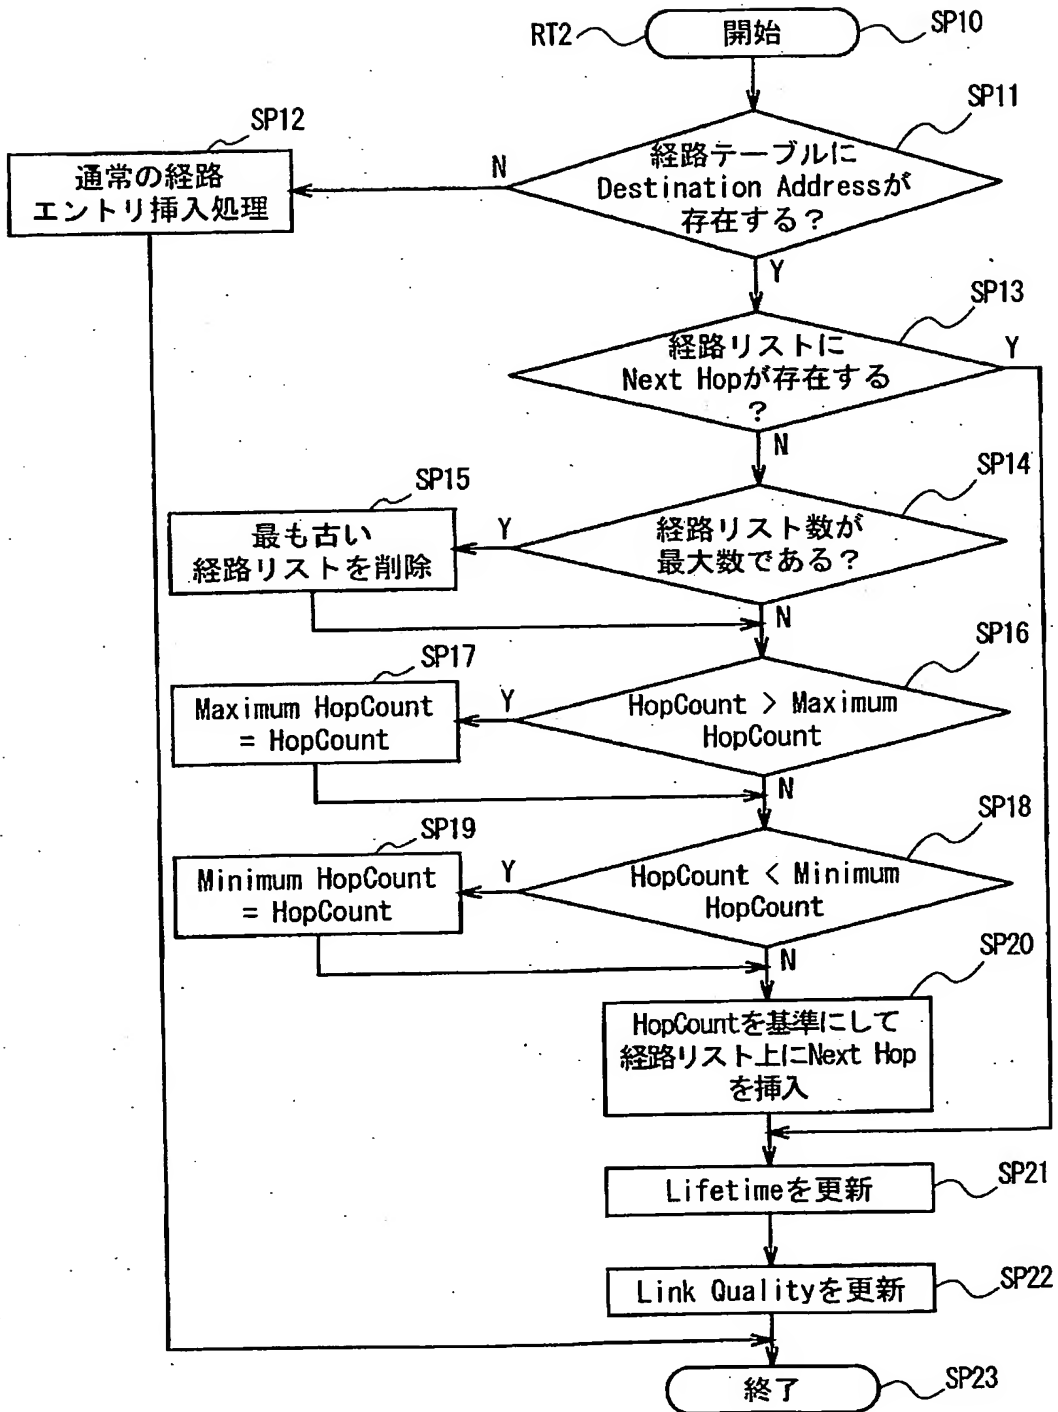 RT2
開始
SP10
SP11
経路テーブルに
Destination Addressが
存在する?
N
Y
SP12
通常の経路
エントリ挿入処理
SP13
経路リストに
Next Hopが存在する
?
Y
N
SP14
経路リスト数が
最大数である?
Y
N
SP15
最も古い
経路リストを削除
SP16
HopCount > Maximum
HopCount
Y
N
SP17
Maximum HopCount
= HopCount
SP18
HopCount < Minimum
HopCount
Y
N
SP19
Minimum HopCount
= HopCount
SP20
HopCountを基準にして
経路リスト上にNext Hop
を挿入
Lifetimeを更新
SP21
Link Qualityを更新
SP22
終了
SP23